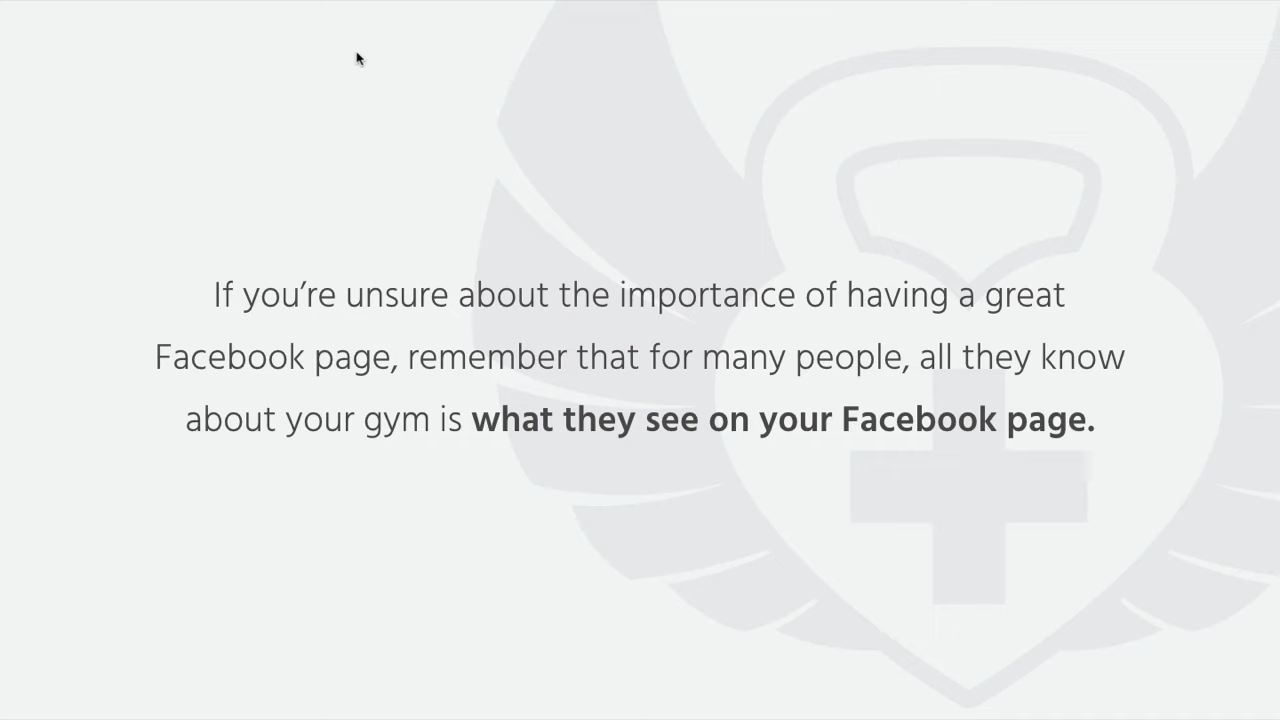 If you’re unsure about the importance of having a great
Facebook page, remember that for many people, all they know
about your gym is what they see on your Facebook page.